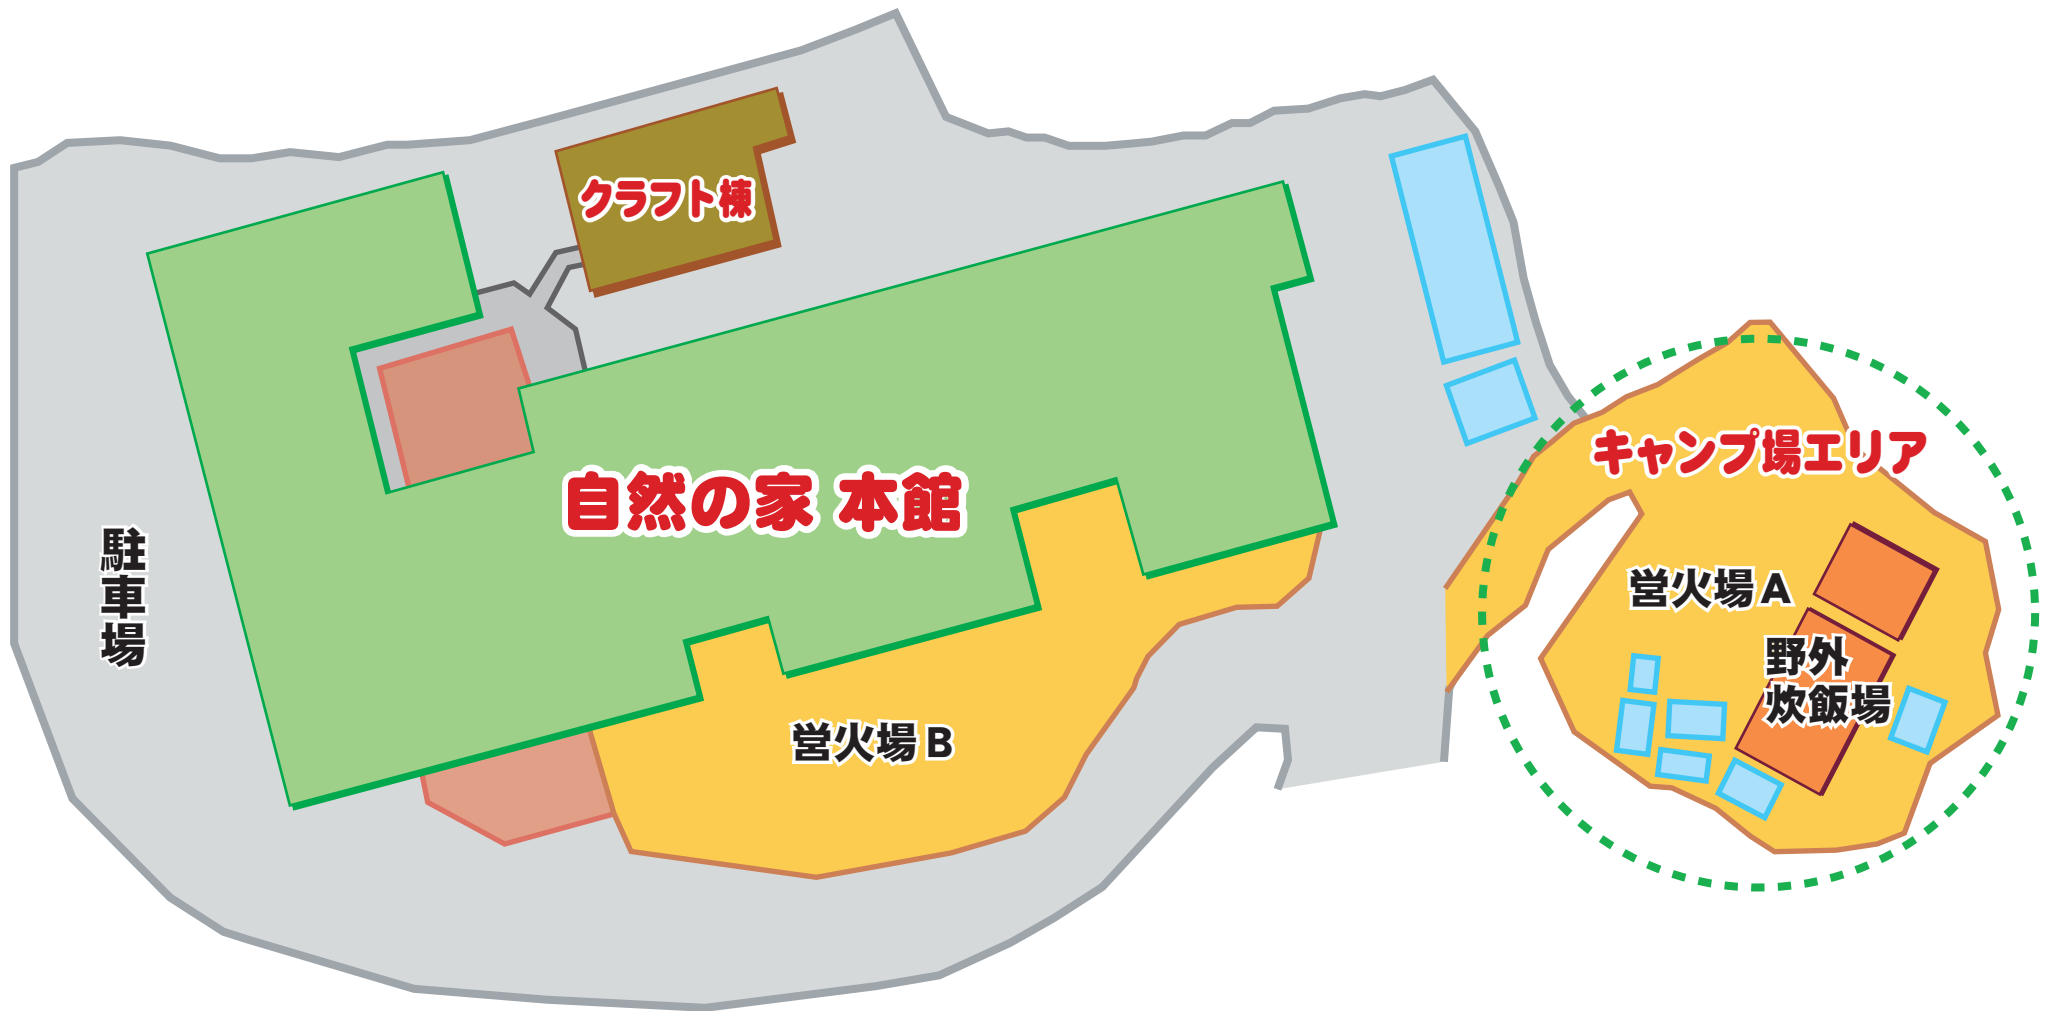 クラフト棟
自然の家 本館
キャンプ場エリア
駐車場
営火場A
野外
炊飯場
営火場B